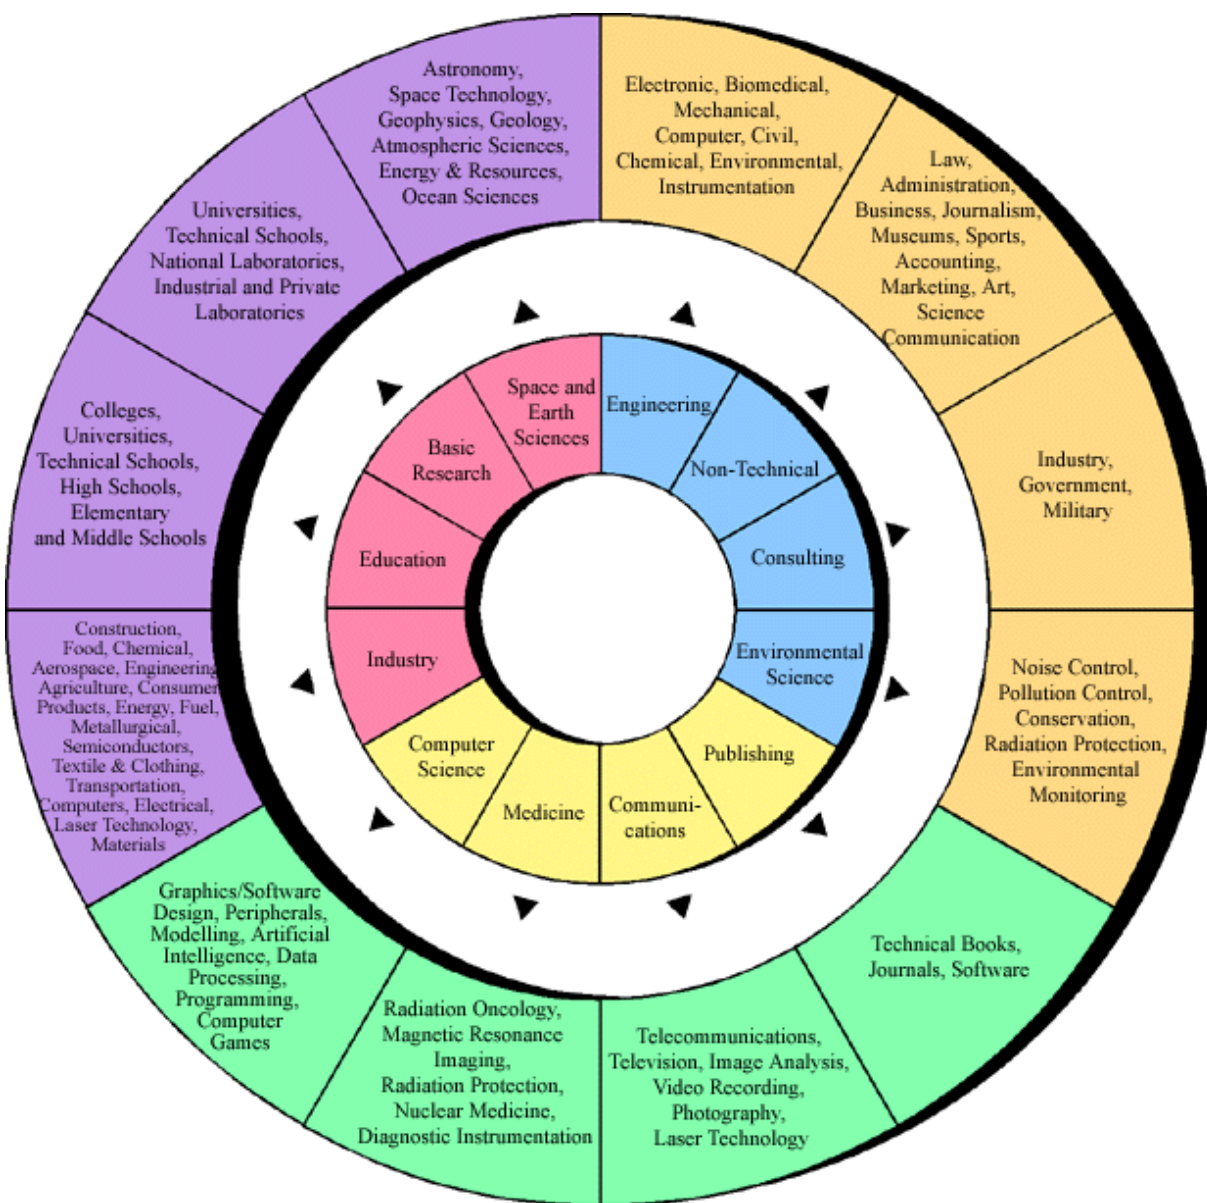 Astronomy,
Space Technology,
Geophysics, Geology,
Atmospheric Sciences,
Energy & Resources,
Ocean Sciences
Electronic, Biomedical,
Mechanical,
Computer, Civil,
Chemical, Environmental,
Instrumentation
Law,
Administration,
Business, Journalism,
Museums, Sports,
Accounting,
Marketing, Art,
Science
Communication
Industry,
Government,
Military
Noise Control,
Pollution Control,
Conservation,
Radiation Protection,
Environmental
Monitoring
Technical Books,
Journals, Software
Telecommunications,
Television, Image Analysis,
Video Recording,
Photography,
Laser Technology
Radiation Oncology,
Magnetic Resonance
Imaging,
Radiation Protection,
Nuclear Medicine,
Diagnostic Instrumentation
Graphics/Software
Design, Peripherals,
Modelling, Artificial
Intelligence, Data
Processing,
Programming,
Computer
Games
Construction,
Food, Chemical,
Aerospace, Engineering
Agriculture, Consumer
Products, Energy, Fuel,
Metallurgical,
Semiconductors,
Textile & Clothing,
Transportation,
Computers, Electrical,
Laser Technology,
Materials
Colleges,
Universities,
Technical Schools,
High Schools,
Elementary
and Middle Schools
Universities,
Technical Schools,
National Laboratories,
Industrial and Private
Laboratories
Space and
Earth
Sciences
Engineering
Non-Technical
Consulting
Environmental
Science
Publishing
Communi-
cations
Medicine
Computer
Science
Industry
Education
Basic
Research